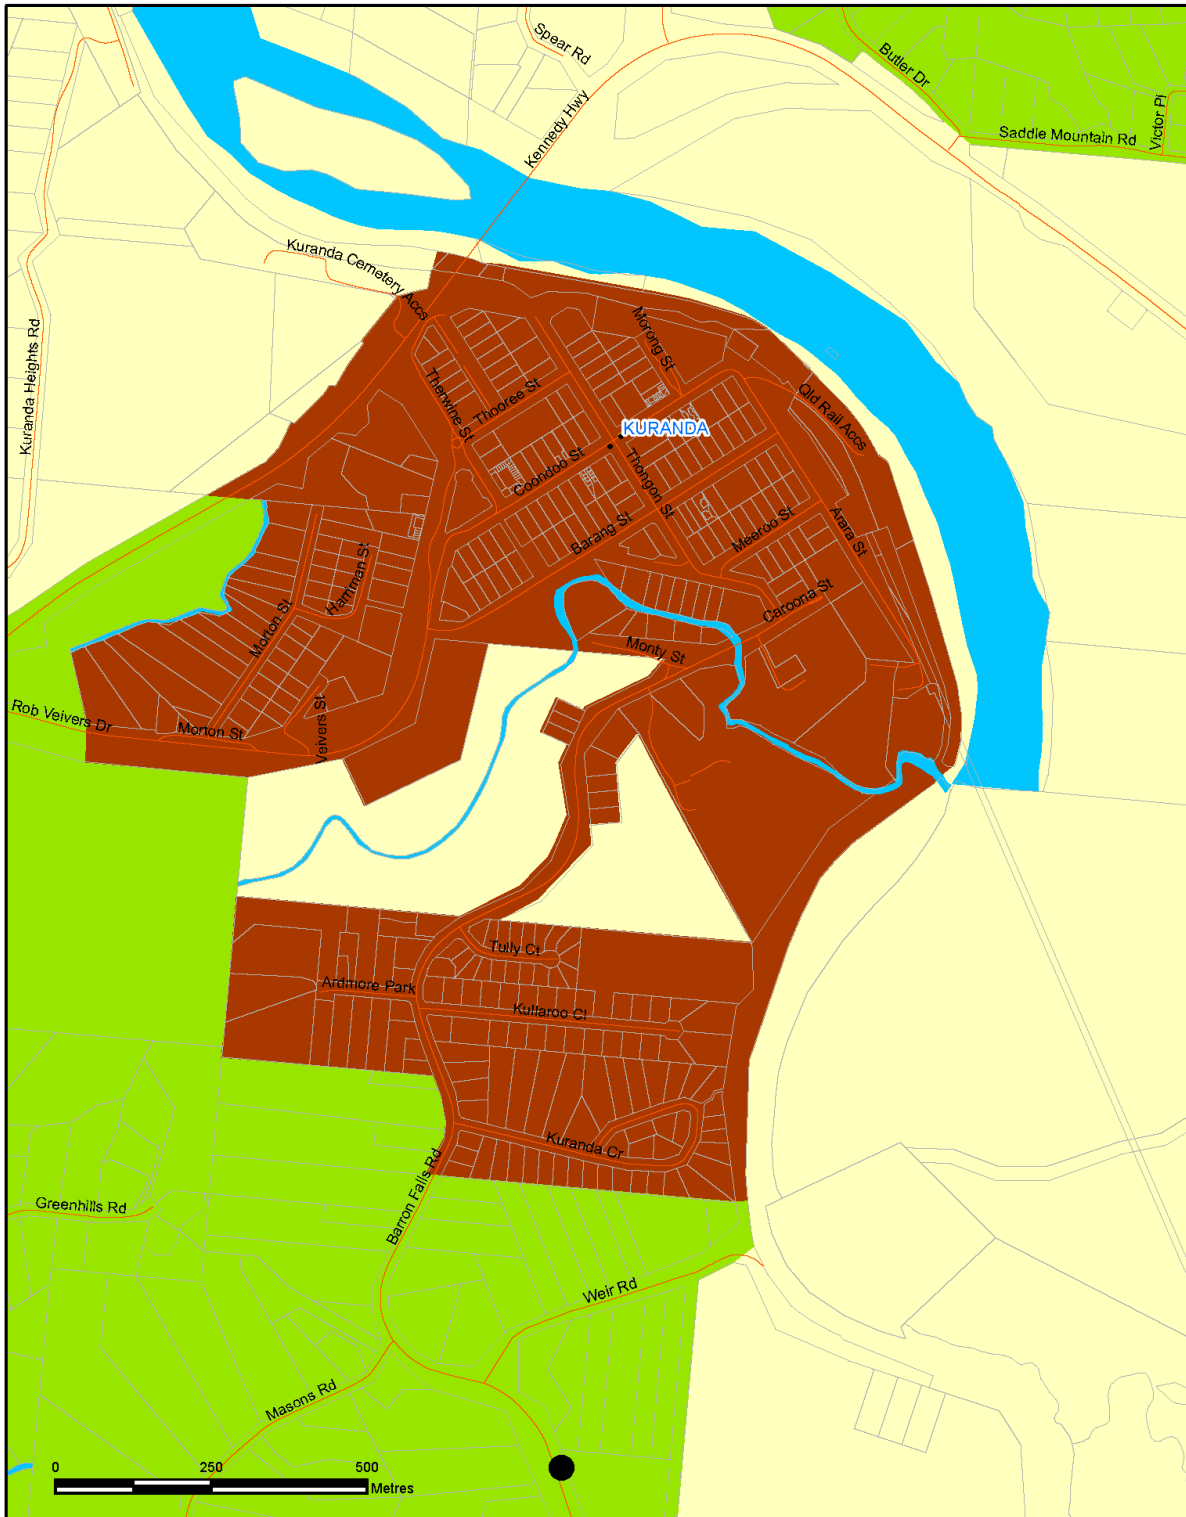 Spear Rd
Butler Dr
Kennedy Hwy
Victor Pl
Saddle Mountain Rd
Kuranda Cemetery Accs
Kuranda Heights Rd
Morong St
Therwine St
Thooree St
Qld Rail Accs
KURANDA
Coondoo St
Thongon St
Barang St
Meeroo St
Arara St
Hamman St
Morton St
Caroona St
Monty St
Rob Veivers Dr
Morton St
Veivers St
Tully Ct
Ardmore Park
Kullaroo Cl
Kuranda Cr
Barron Falls Rd
Greenhills Rd
Weir Rd
Masons Rd
0 250 500
Metres